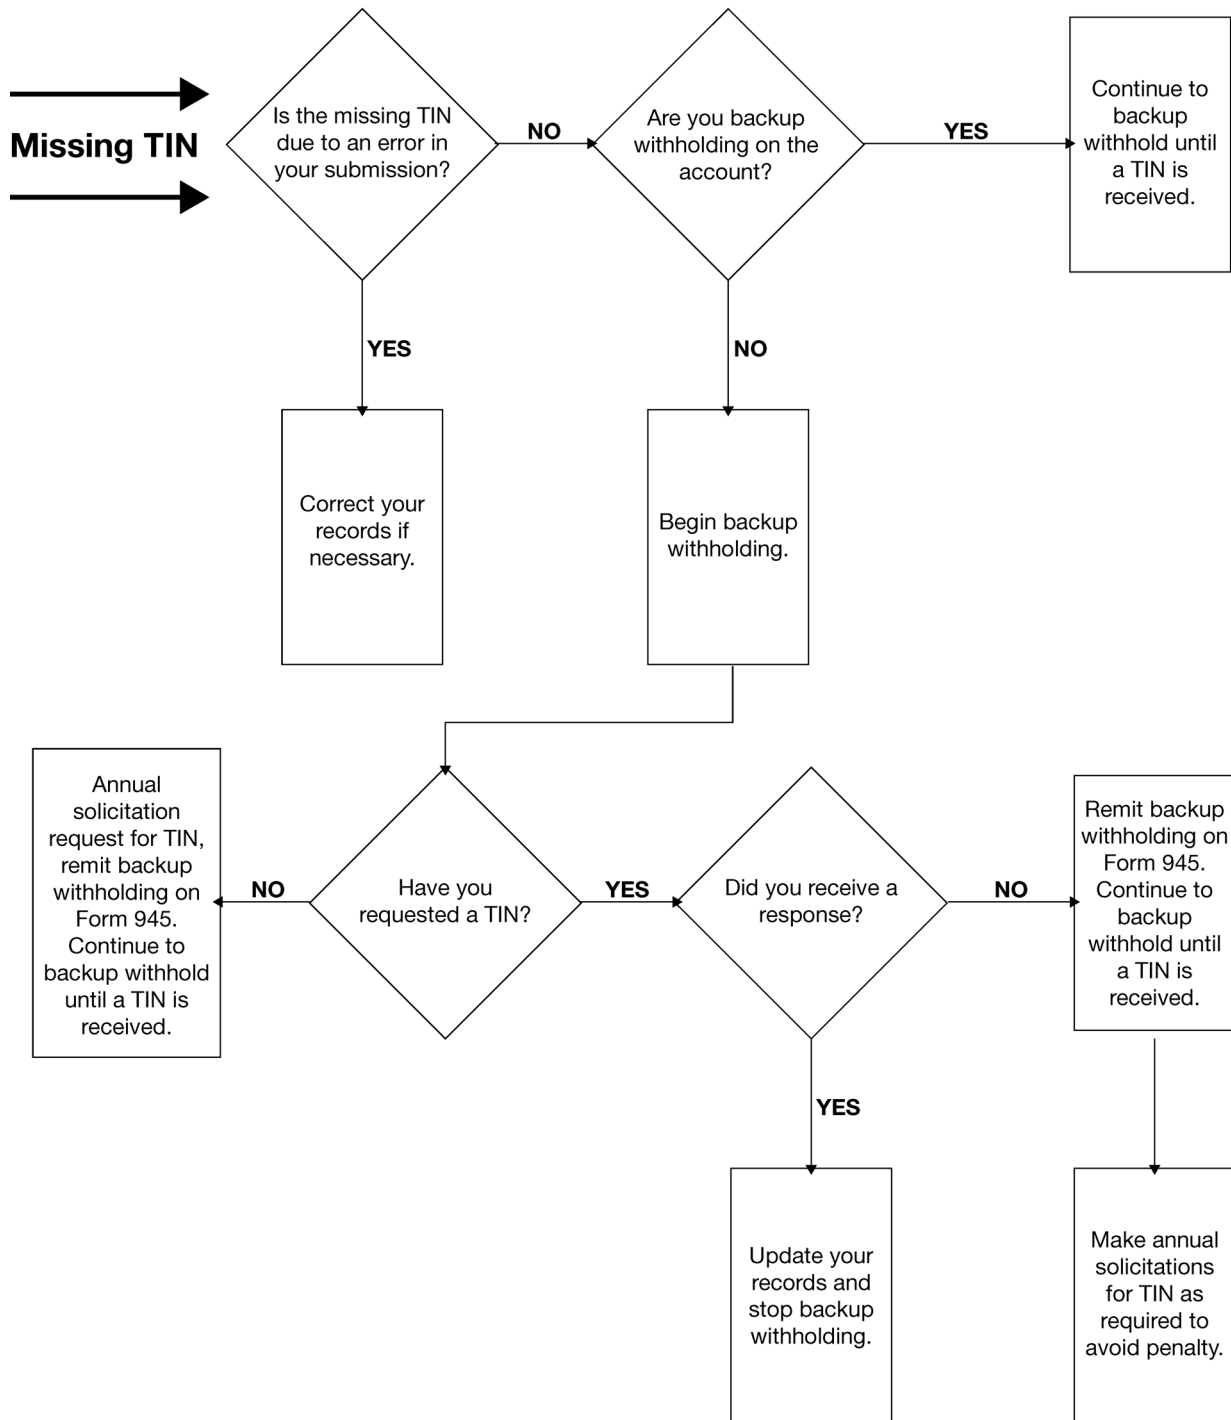 Missing TIN
Is the missing TIN
due to an error in
your submission?
NO
Are you backup
withholding on the
account?
YES
Continue to
backup
withhold until
a TIN is
received.
YES
NO
Correct your
records if
necessary.
Begin backup
withholding.
Annual
solicitation
request for TIN,
remit backup
withholding on
Form 945.
Continue to
backup withhold
until a TIN is
received.
NO
Have you
requested a TIN?
YES
Did you receive a
response?
NO
Remit backup
withholding on
Form 945.
Continue to
backup
withhold until
a TIN is
received.
YES
Update your
records and
stop backup
withholding.
Make annual
solicitations
for TIN as
required to
avoid penalty.